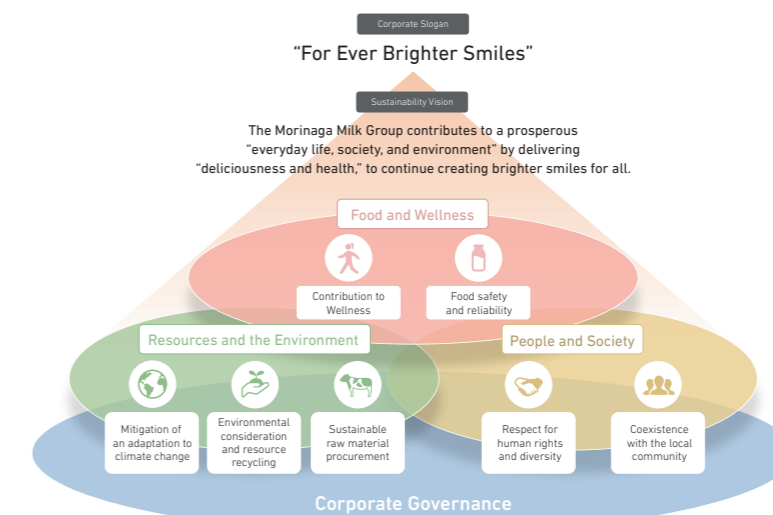 Corporate Slogan
“For Ever Brighter Smiles”
Sustainability Vision
The Morinaga Milk Group contributes to a prosperous
“everyday life, society, and environment” by delivering
“deliciousness and health,” to continue creating brighter smiles for all.
Food and Wellness
Contribution to
Wellness
Food safety
and reliability
Resources and the Environment
Mitigation of
an adaptation to
climate change
Environmental
consideration
and resource
recycling
Sustainable
raw material
procurement
People and Society
Respect for
human rights
and diversity
Coexistence
with the local
community
Corporate Governance